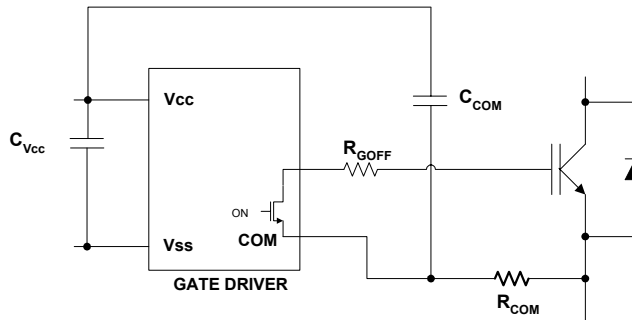 Vcc
C_COM
C_Vcc
R_GOFF
ON
Vss
COM
GATE DRIVER
R_COM